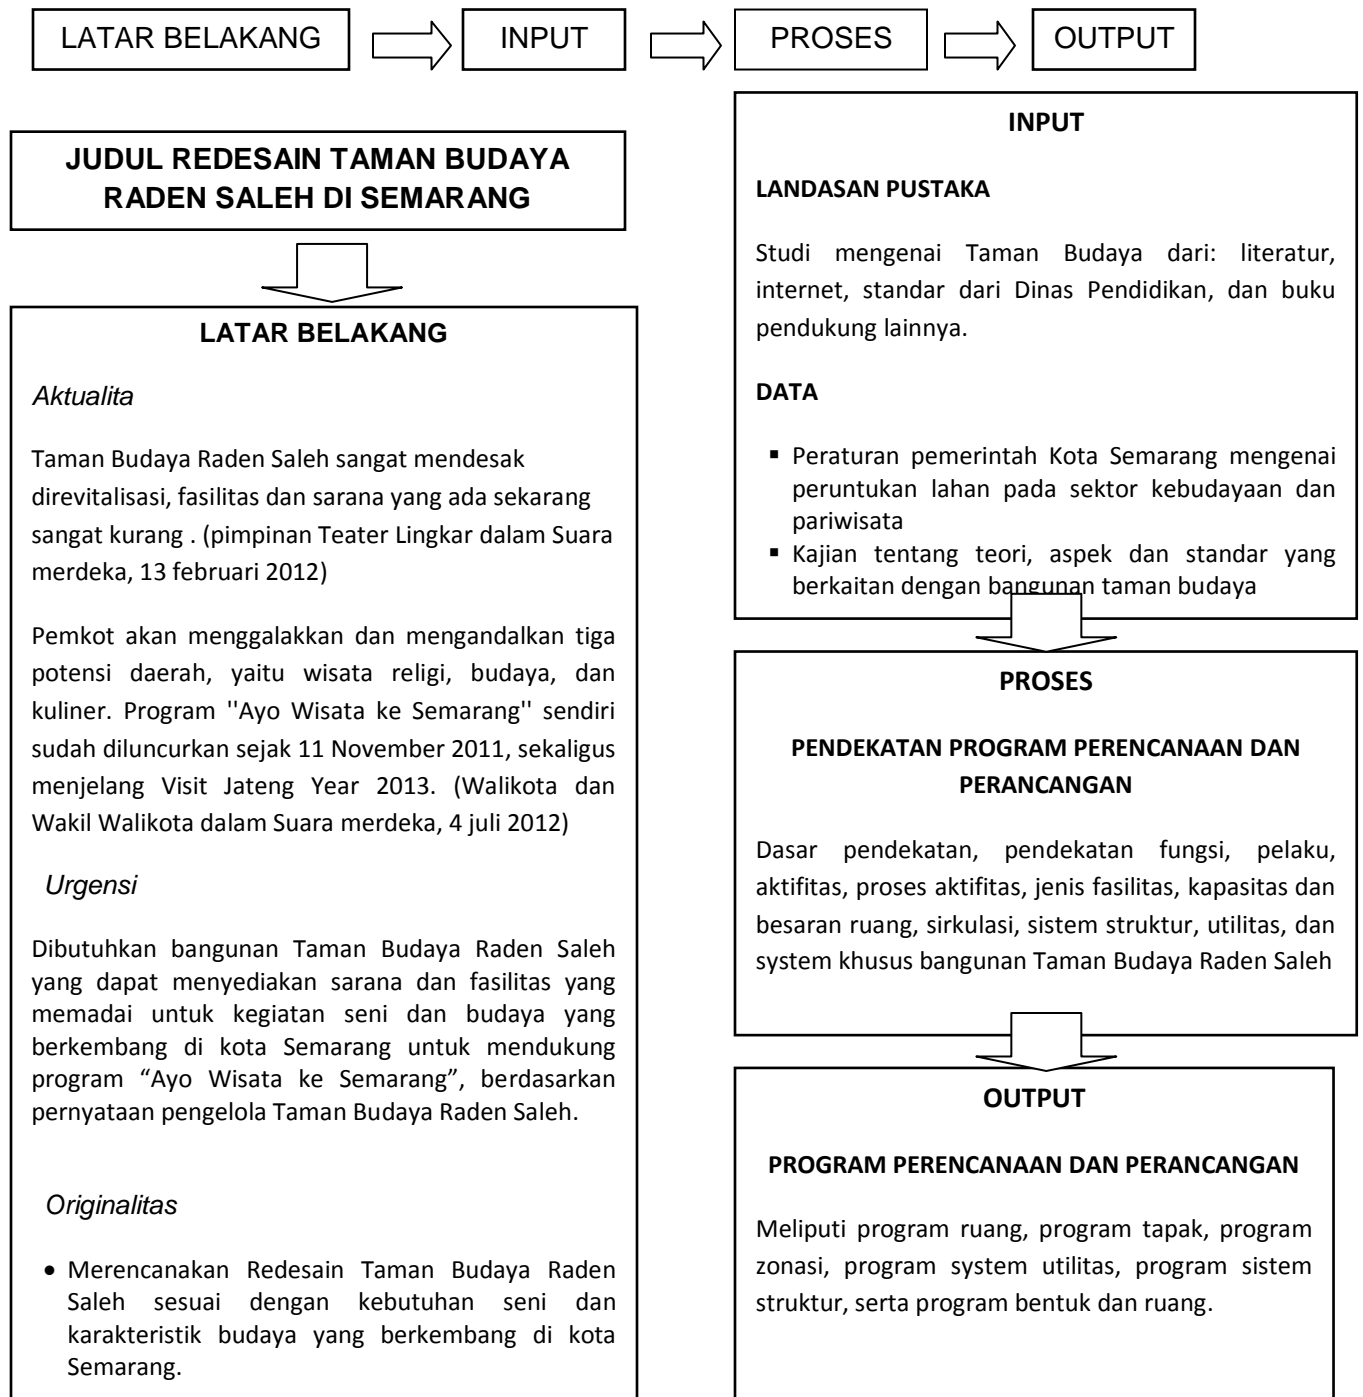 LATAR BELAKANG INPUT PROSES OUTPUT
JUDUL REDESAIN TAMAN BUDAYA
RADEN SALEH DI SEMARANG
LATAR BELAKANG
Aktualita
Taman Budaya Raden Saleh sangat mendesak
direvitalisasi, fasilitas dan sarana yang ada sekarang
sangat kurang . (pimpinan Teater Lingkar dalam Suara
merdeka, 13 februari 2012)
Pemkot akan menggalakkan dan mengandalkan tiga
potensi daerah, yaitu wisata religi, budaya, dan
kuliner. Program ''Ayo Wisata ke Semarang'' sendiri
sudah diluncurkan sejak 11 November 2011, sekaligus
menjelang Visit Jateng Year 2013. (Walikota dan
Wakil Walikota dalam Suara merdeka, 4 juli 2012)
Urgensi
Dibutuhkan bangunan Taman Budaya Raden Saleh
yang dapat menyediakan sarana dan fasilitas yang
memadai untuk kegiatan seni dan budaya yang
berkembang di kota Semarang untuk mendukung
program “Ayo Wisata ke Semarang”, berdasarkan
pernyataan pengelola Taman Budaya Raden Saleh.
Originalitas
• Merencanakan Redesain Taman Budaya Raden
Saleh sesuai dengan kebutuhan seni dan
karakteristik budaya yang berkembang di kota
Semarang.
INPUT
LANDASAN PUSTAKA
Studi mengenai Taman Budaya dari: literatur,
internet, standar dari Dinas Pendidikan, dan buku
pendukung lainnya.
DATA
▪ Peraturan pemerintah Kota Semarang mengenai
peruntukan lahan pada sektor kebudayaan dan
pariwisata
▪ Kajian tentang teori, aspek dan standar yang
berkaitan dengan bangunan taman budaya
PROSES
PENDEKATAN PROGRAM PERENCANAAN DAN
PERANCANGAN
Dasar pendekatan, pendekatan fungsi, pelaku,
aktifitas, proses aktifitas, jenis fasilitas, kapasitas dan
besaran ruang, sirkulasi, sistem struktur, utilitas, dan
system khusus bangunan Taman Budaya Raden Saleh
OUTPUT
PROGRAM PERENCANAAN DAN PERANCANGAN
Meliputi program ruang, program tapak, program
zonasi, program system utilitas, program sistem
struktur, serta program bentuk dan ruang.